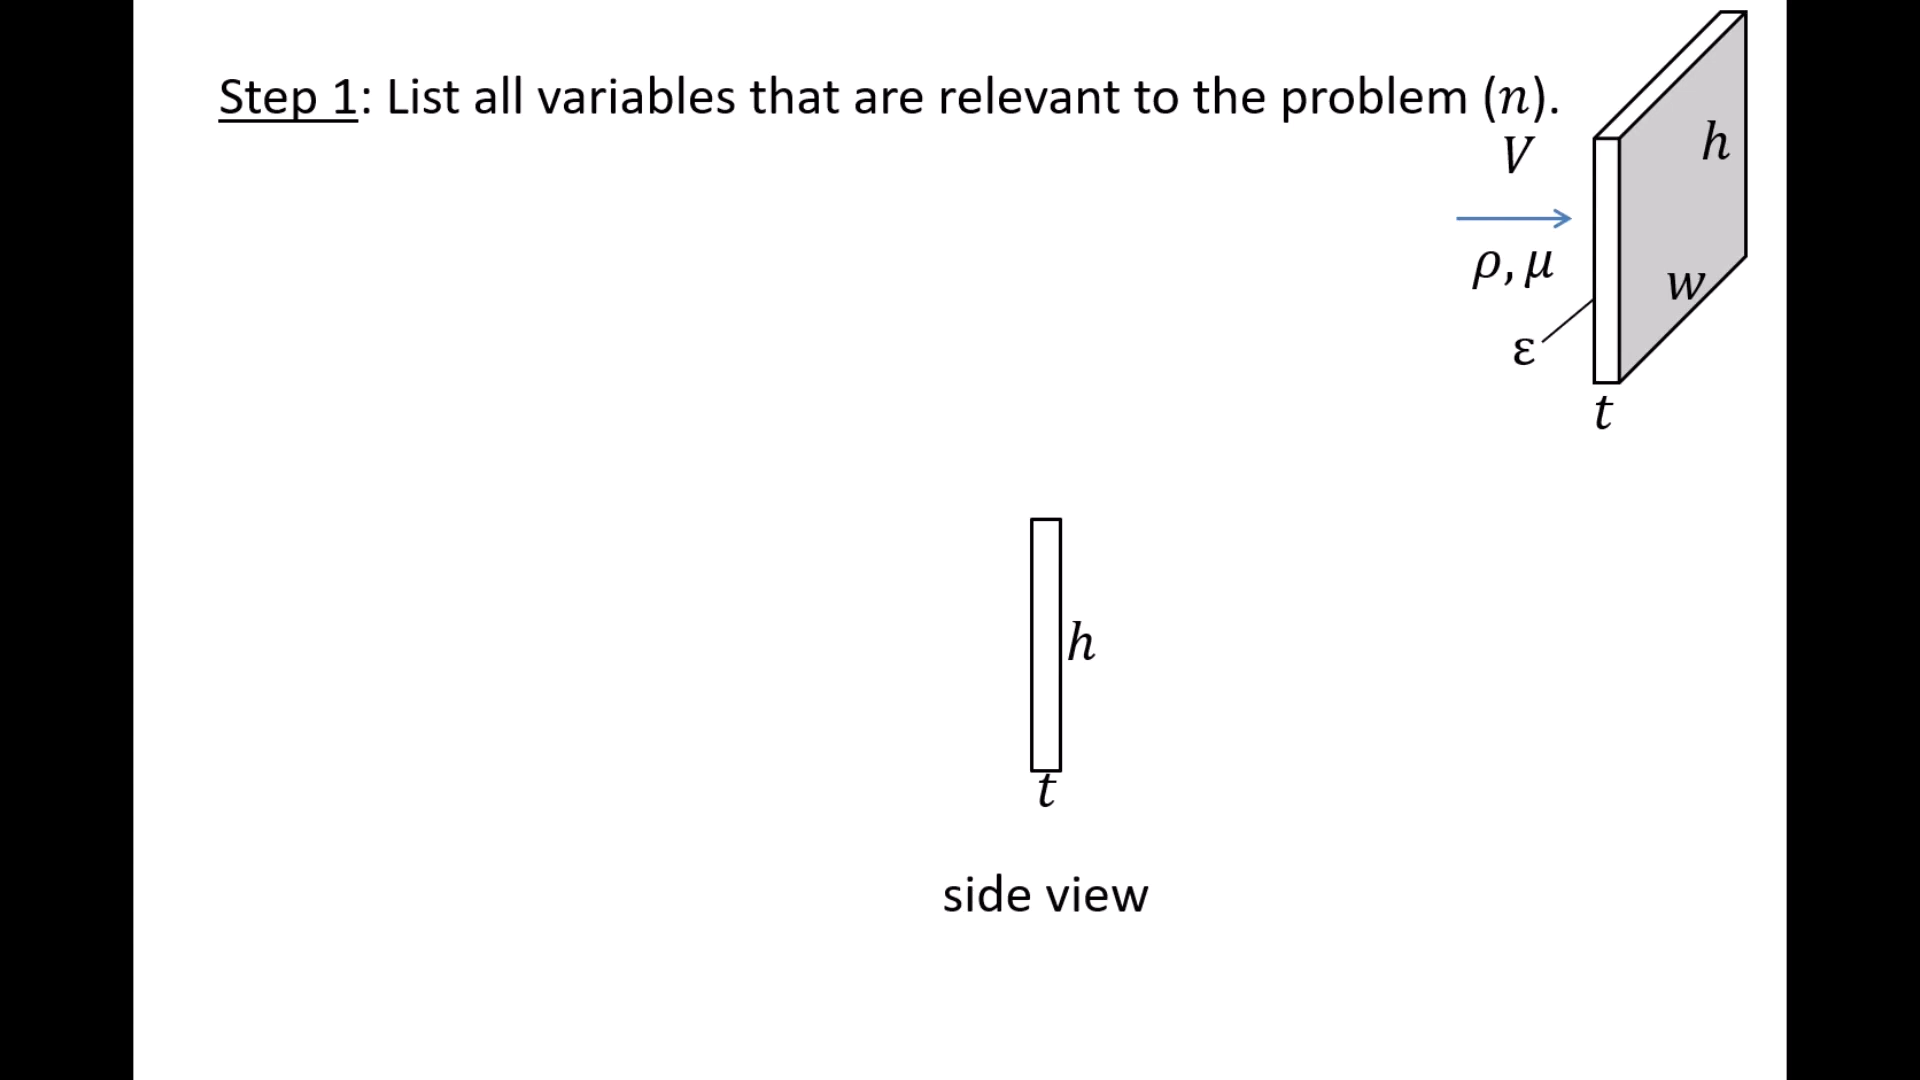 Step 1: List all variables that are relevant to the problem (n).
V
h
ρ, μ
w
ε
t
h
t
side view